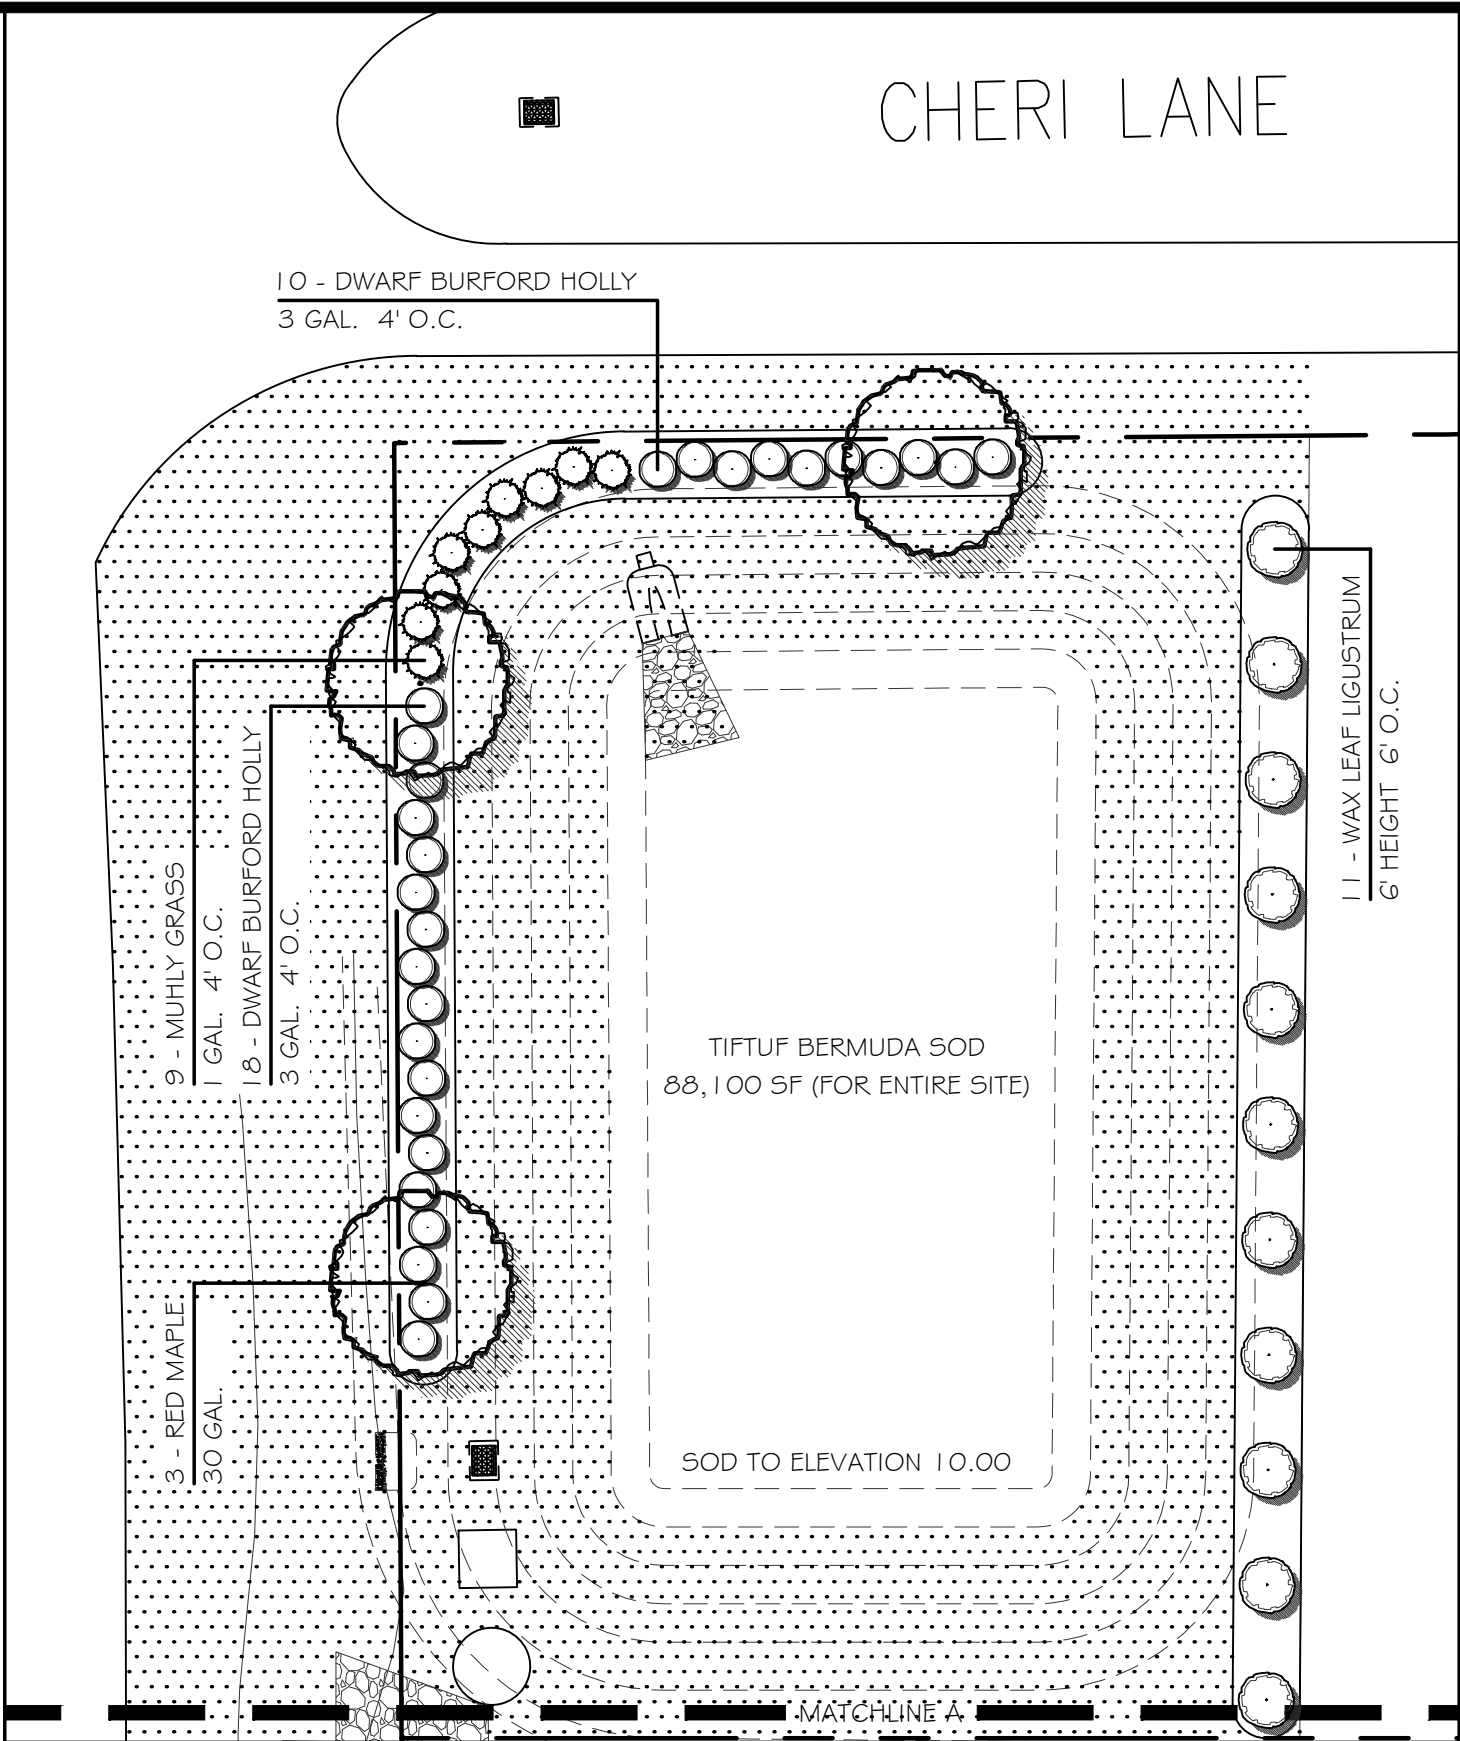 CHERI LANE
10 - DWARF BURFORD HOLLY
3 GAL. 4' O.C.
9 - MUHLY GRASS
1 GAL. 4' O.C.
18 - DWARF BURFORD HOLLY
3 GAL. 4' O.C.
11 - WAX LEAF LIGUSTRUM
6' HEIGHT 6' O.C.
TIFTUF BERMUDA SOD
88,100 SF (FOR ENTIRE SITE)
3 - RED MAPLE
30 GAL.
SOD TO ELEVATION 10.00
MATCHLINE A